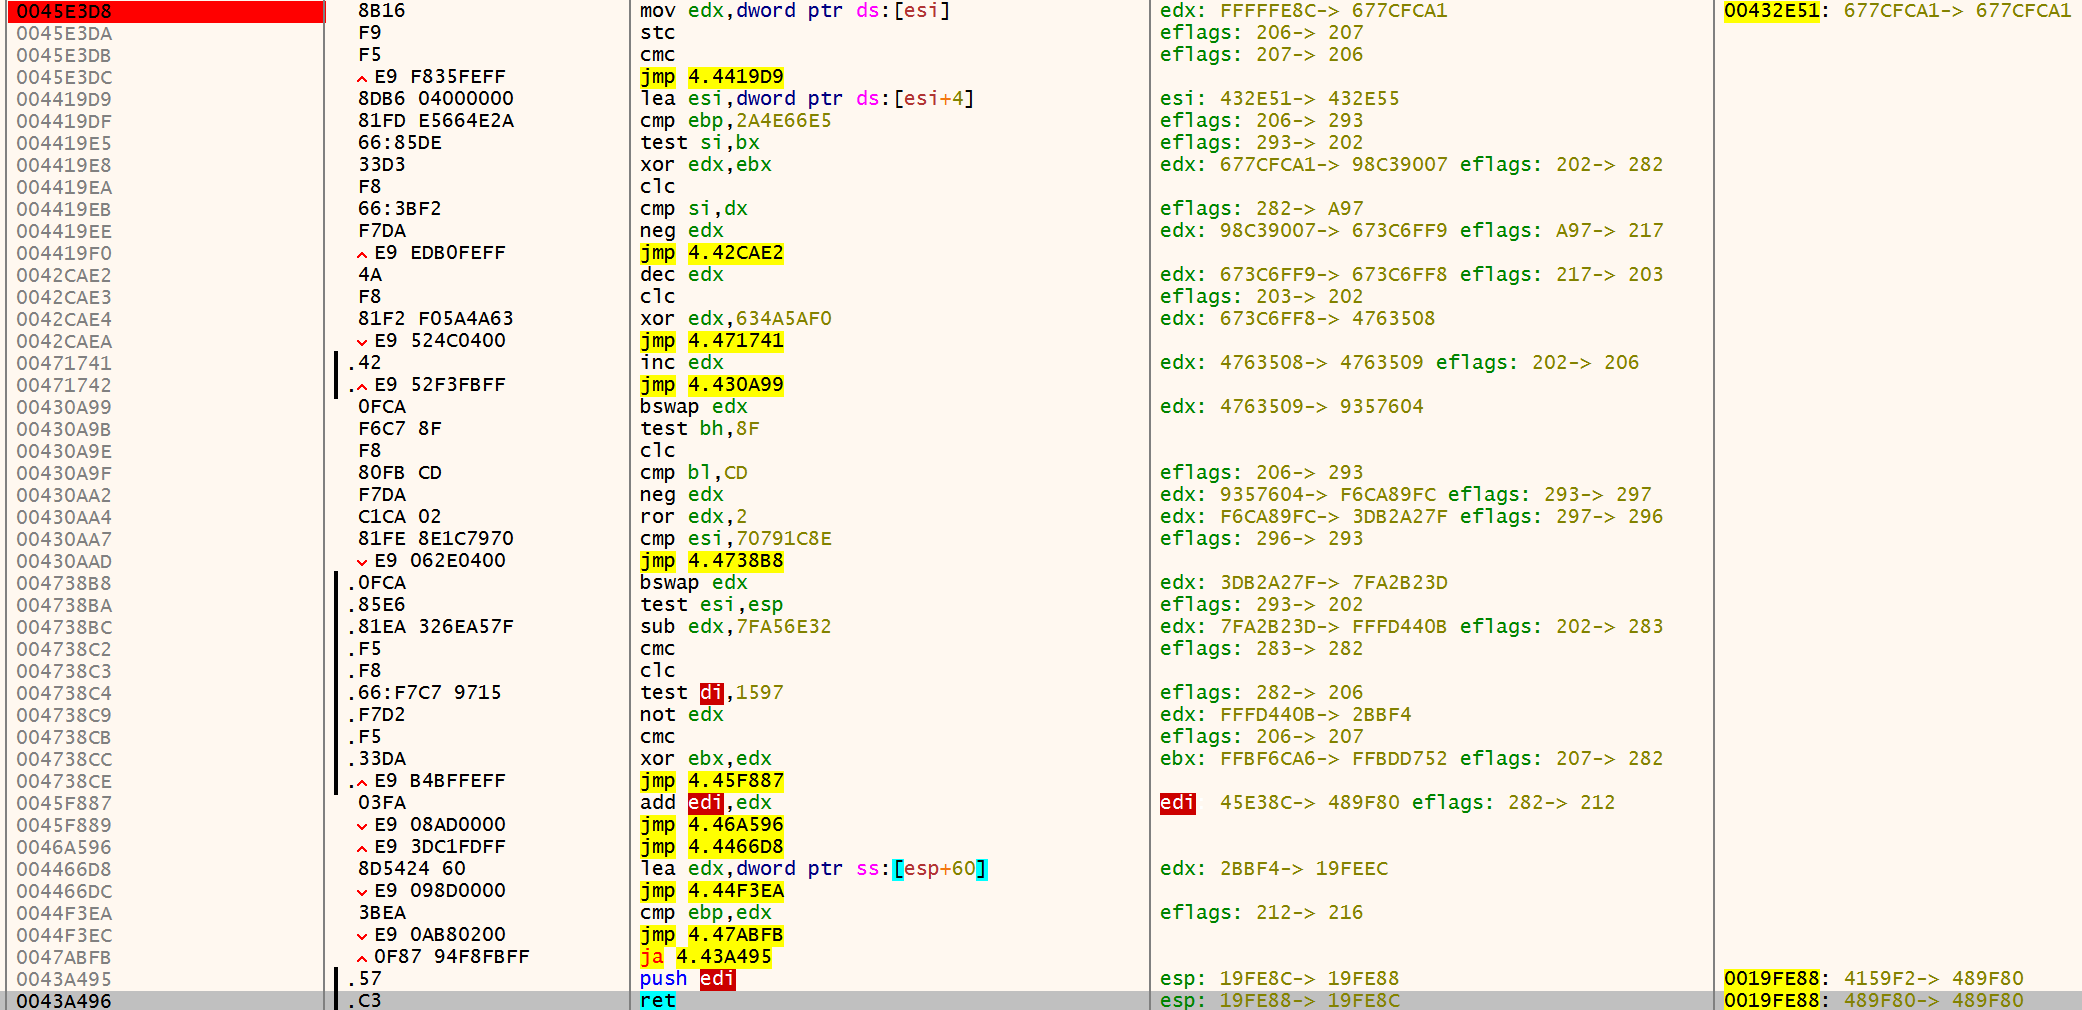 0045E3D8 8B16 mov edx,dword ptr ds:[esi] edx: FFFFFE8C-> 677CFCA1 00432E51: 677CFCA1-> 677CFCA1
0045E3DA F9 stc eflags: 206-> 207
0045E3DB F5 cmc eflags: 207-> 206
0045E3DC E9 F835FEFF jmp 4.4419D9
004419D9 8DB6 04000000 lea esi,dword ptr ds:[esi+4] esi: 432E51-> 432E55
004419DF 81FD E5664E2A cmp ebp,2A4E66E5 eflags: 206-> 293
004419E5 66:85DE test si,bx eflags: 293-> 202
004419E8 33D3 xor edx,ebx edx: 677CFCA1-> 98C39007 eflags: 202-> 282
004419EA F8 clc
004419EB 66:3BF2 cmp si,dx eflags: 282-> A97
004419EE F7DA neg edx edx: 98C39007-> 673C6FF9 eflags: A97-> 217
004419F0 E9 EDB0FEFF jmp 4.42CAE2
0042CAE2 4A dec edx edx: 673C6FF9-> 673C6FF8 eflags: 217-> 203
0042CAE3 F8 clc eflags: 203-> 202
0042CAE4 81F2 F05A4A63 xor edx,634A5AF0 edx: 673C6FF8-> 4763508
0042CAEA E9 524C0400 jmp 4.471741
00471741 .42 inc edx edx: 4763508-> 4763509 eflags: 202-> 206
00471742 . E9 52F3FBFF jmp 4.430A99
00430A99 0FCA bswap edx edx: 4763509-> 9357604
00430A9B F6C7 8F test bh,8F
00430A9E F8 clc
00430A9F 80FB CD cmp bl,CD eflags: 206-> 293
00430AA2 F7DA neg edx edx: 9357604-> F6CA89FC eflags: 293-> 297
00430AA4 C1CA 02 ror edx,2 edx: F6CA89FC-> 3DB2A27F eflags: 297-> 296
00430AA7 81FE 8E1C7970 cmp esi,70791C8E eflags: 296-> 293
00430AAD E9 062E0400 jmp 4.4738B8
004738B8 .0FCA bswap edx edx: 3DB2A27F-> 7FA2B23D
004738BA .85E6 test esi,esp eflags: 293-> 202
004738BC .81EA 326EA57F sub edx,7FA56E32 edx: 7FA2B23D-> FFFD440B eflags: 202-> 283
004738C2 .F5 cmc eflags: 283-> 282
004738C3 .F8 clc
004738C4 .66:F7C7 9715 test di,1597 eflags: 282-> 206
004738C9 .F7D2 not edx edx: FFFD440B-> 2BBF4
004738CB .F5 cmc eflags: 206-> 207
004738CC .33DA xor ebx,edx ebx: FFBF6CA6-> FFBDD752 eflags: 207-> 282
004738CE . E9 B4BFFEFF jmp 4.45F887
0045F887 03FA add edi,edx edi 45E38C-> 489F80 eflags: 282-> 212
0045F889 E9 08AD0000 jmp 4.46A596
0046A596 E9 3DC1FDFF jmp 4.4466D8
004466D8 8D5424 60 lea edx,dword ptr ss:[esp+60] edx: 2BBF4-> 19FEEC
004466DC E9 098D0000 jmp 4.44F3EA
0044F3EA 3BEA cmp ebp,edx eflags: 212-> 216
0044F3EC E9 0AB80200 jmp 4.47ABFB
0047ABFB 0F87 94F8FBFF ja 4.43A495
0043A495 .57 push edi esp: 19FE8C-> 19FE88 0019FE88: 4159F2-> 489F80
0043A496 .C3 ret esp: 19FE88-> 19FE8C 0019FE88: 489F80-> 489F80